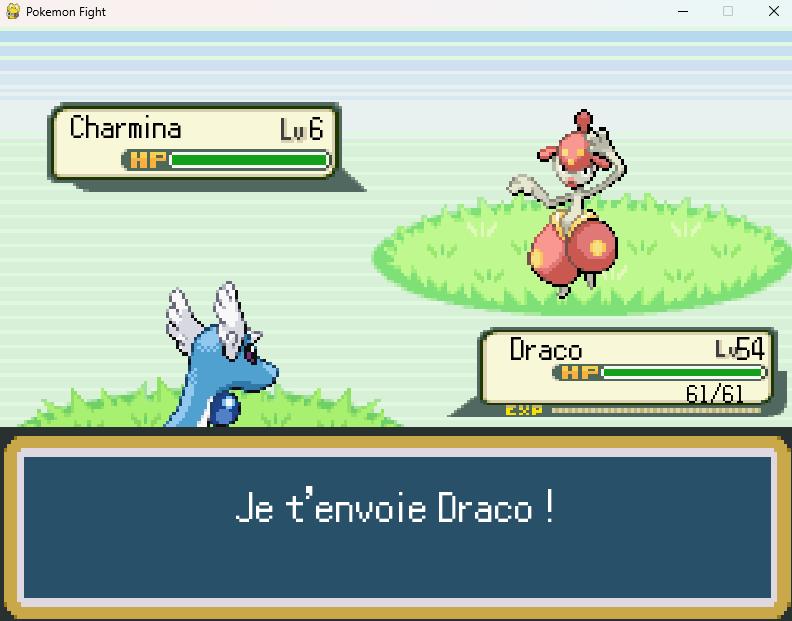 Pokemon Fight
Charmina Lv6
HP
Draco Lv54
HP
61/61
EXP
Je t'envoie Draco !